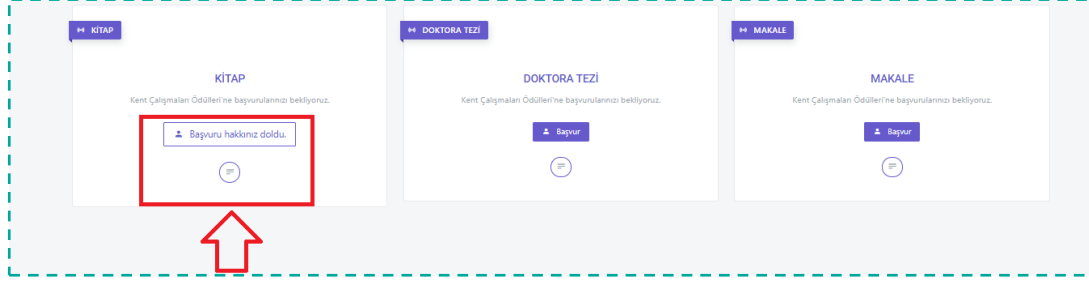 KİTAP
KİTAP
Kent Çalışmaları Ödülleri'ne başvurularınızı bekliyoruz.
Başvuru hakkınız doldu.
DOKTORA TEZİ
DOKTORA TEZİ
Kent Çalışmaları Ödülleri'ne başvurularınızı bekliyoruz.
Başvur
MAKALE
MAKALE
Kent Çalışmaları Ödülleri'ne başvurularınızı bekliyoruz.
Başvur